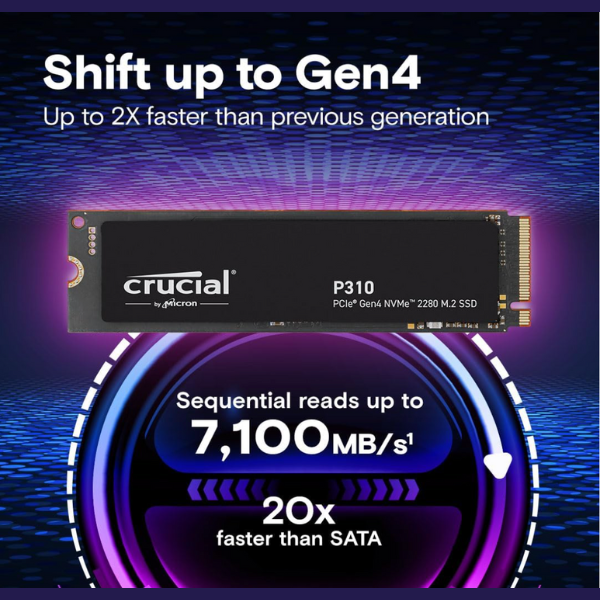 Shift up to Gen4
Up to 2X faster than previous generation
crucial®
by Micron
P310
PCIe® Gen4 NVMe™ 2280 M.2 SSD
Sequential reads up to
7,100MB/s¹
20x
faster than SATA